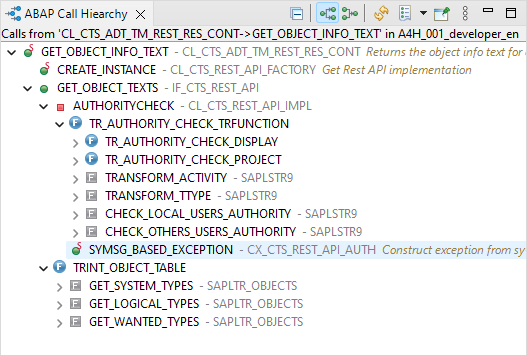 ABAP Call Hiearchy
Calls from 'CL_CTS_ADT_TM_REST_RES_CONT->GET_OBJECT_INFO_TEXT' in A4H_001_developer_en
GET_OBJECT_INFO_TEXT - CL_CTS_ADT_TM_REST_RES_CONT Returns the object info text for
CREATE_INSTANCE - CL_CTS_REST_API_FACTORY Get Rest API implementation
GET_OBJECT_TEXTS - IF_CTS_REST_API
AUTHORITYCHECK - CL_CTS_REST_API_IMPL
TR_AUTHORITY_CHECK_TRFUNCTION
TR_AUTHORITY_CHECK_DISPLAY
TR_AUTHORITY_CHECK_PROJECT
TRANSFORM_ACTIVITY - SAPLSTR9
TRANSFORM_TTYPE - SAPLSTR9
CHECK_LOCAL_USERS_AUTHORITY - SAPLSTR9
CHECK_OTHERS_USERS_AUTHORITY - SAPLSTR9
SYMSG_BASED_EXCEPTION - CX_CTS_REST_API_AUTH Construct exception from sy
TRINT_OBJECT_TABLE
GET_SYSTEM_TYPES - SAPLTR_OBJECTS
GET_LOGICAL_TYPES - SAPLTR_OBJECTS
GET_WANTED_TYPES - SAPLTR_OBJECTS